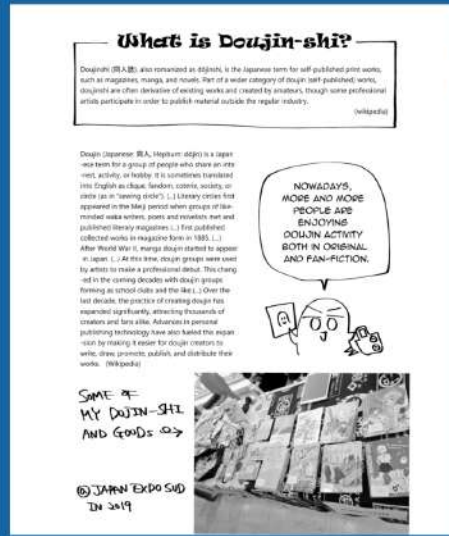 What is Doujin-shi?
Doujinshi (同人誌), also romanized as dōjinshi, is the Japanese term for self-published print works,
such as magazines, manga, and novels. Part of a wider category of doujin (self-published) works,
doujinshi are often derivative of existing works and created by amateurs, though some professional
artists participate in order to publish material outside the regular industry.
(wikipedia)
Doujin (Japanese: 同人, Hepburn: dōjin) is a Japan
-ese term for a group of people who share an inte
-rest, activity, or hobby. It is sometimes translated
into English as clique, fandom, coterie, society, or
circle (as in "sewing circle"). (...) Literary circles first
appeared in the Meiji period when groups of like-
minded waka writers, poets and novelists met and
published literary magazines (...) first published
collected works in magazine form in 1885. (...)
After World War II, manga doujin started to appear
in Japan. (...) At this time, doujin groups were used
by artists to make a professional debut. This chang
-ed in the coming decades with doujin groups
forming as school clubs and the like.(...) Over the
last decade, the practice of creating doujin has
expanded significantly, attracting thousands of
creators and fans alike. Advances in personal
publishing technology have also fueled this expan
-sion by making it easier for doujin creators to
write, draw, promote, publish, and distribute their
works. (Wikipedia)
NOWADAYS,
MORE AND MORE
PEOPLE ARE
ENJOYING
DOUJIN ACTIVITY
BOTH IN ORIGINAL
AND FAN-FICTION.
SOME OF
MY DOJIN-SHI
AND GOODS →
@ JAPAN EXPO SUD
IN 2019